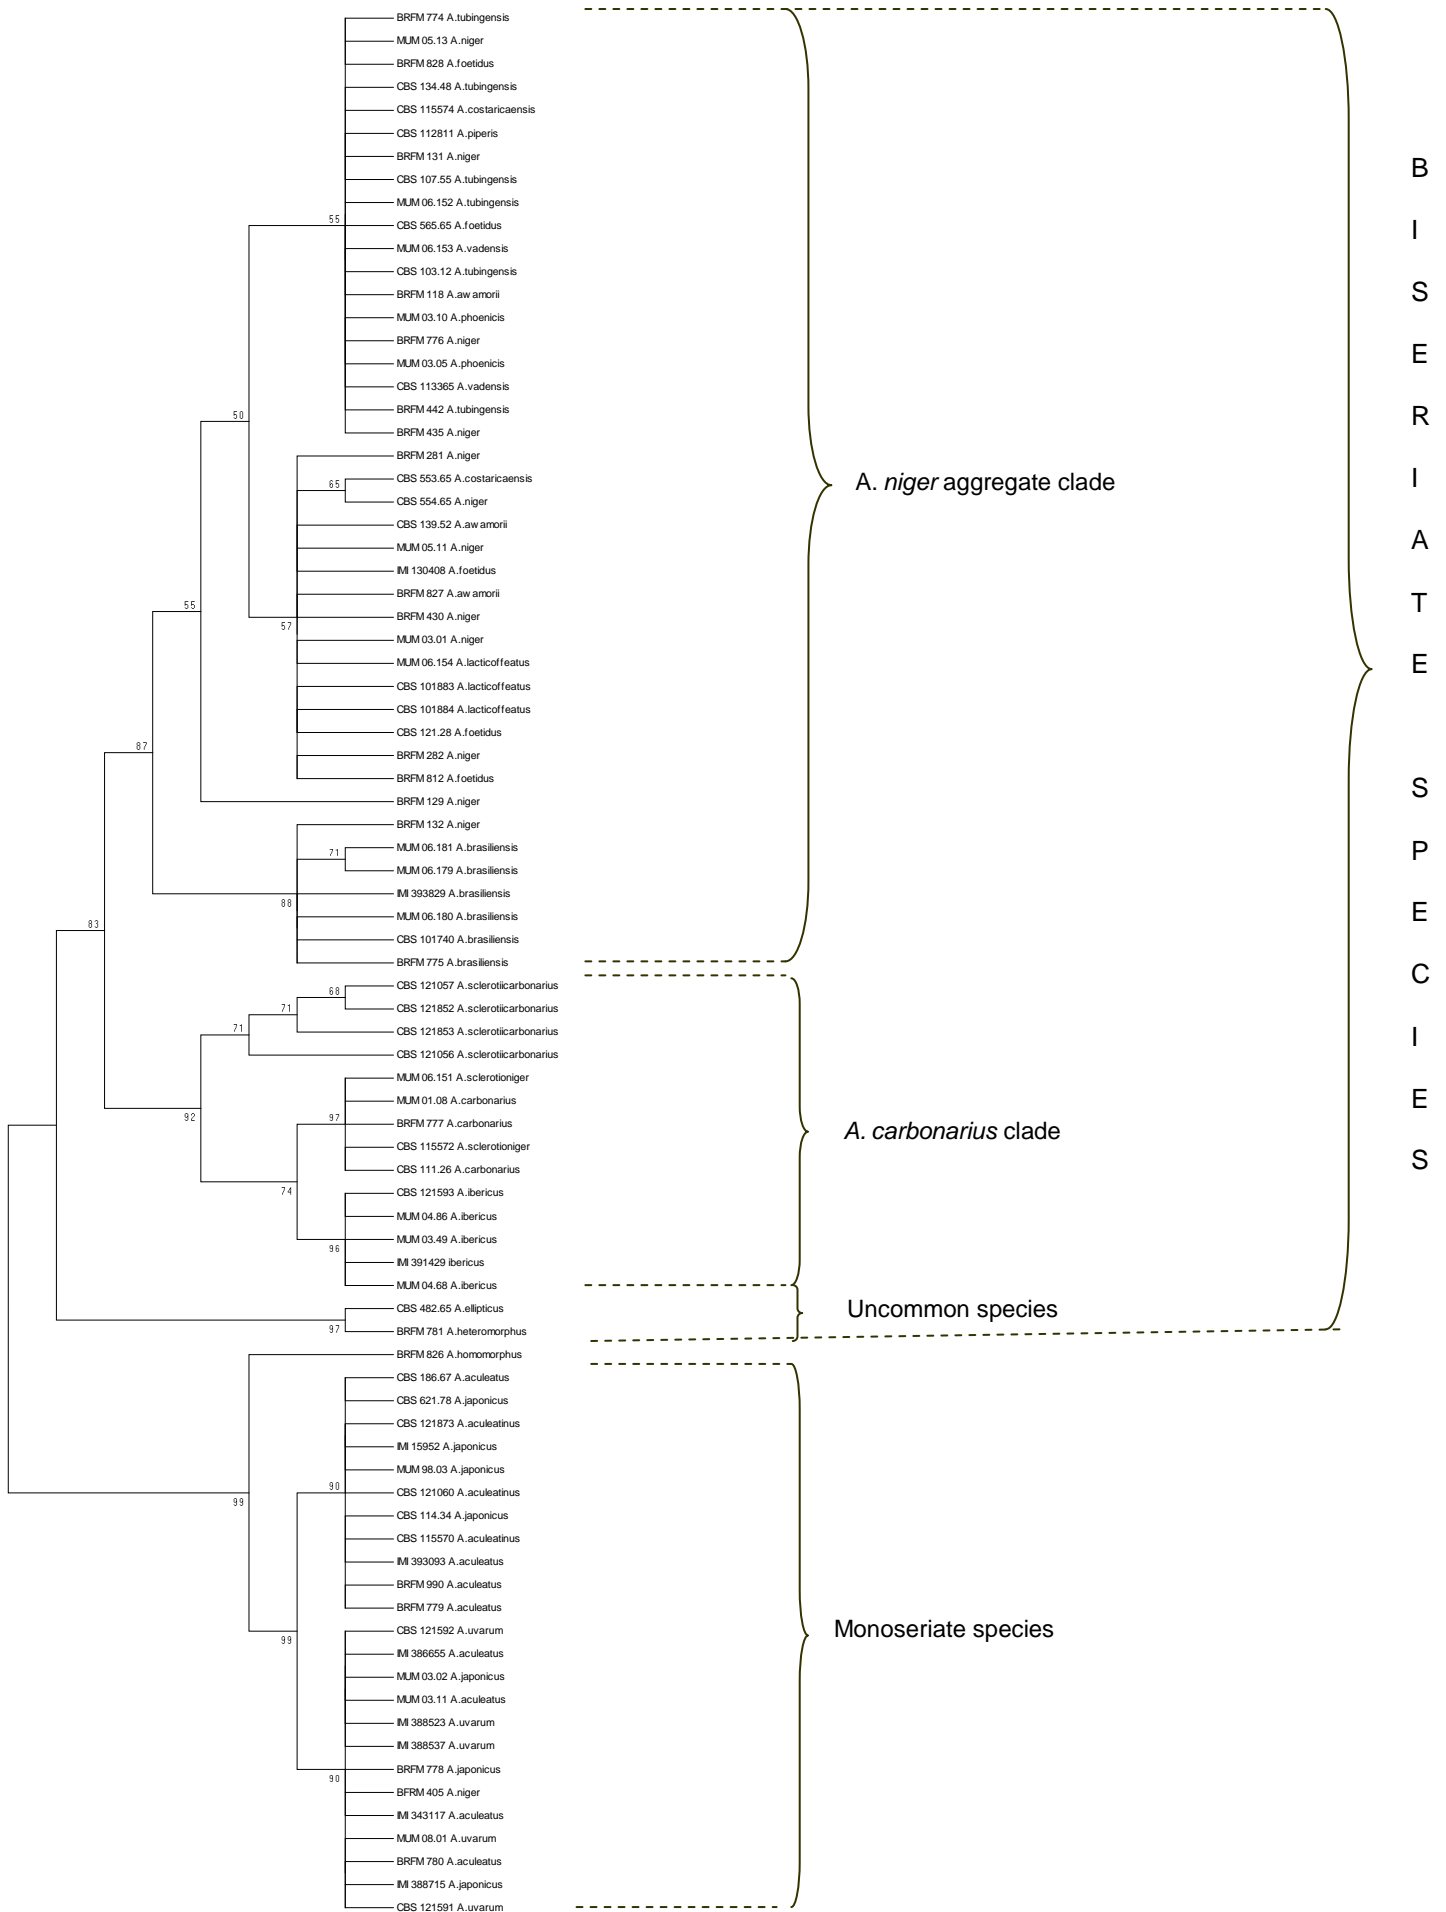 BRFM 774 A.tubingensis
MUM 05.13 A.niger
BRFM 828 A.foetidus
CBS 134.48 A.tubingensis
CBS 115574 A.costaricaensis
CBS 112811 A.piperis
BRFM 131 A.niger
CBS 107.55 A.tubingensis
MUM 06.152 A.tubingensis
55
CBS 565.65 A.foetidus
MUM 06.153 A.vadensis
CBS 103.12 A.tubingensis
BRFM 118 A.aw amorii
MUM 03.10 A.phoenicis
BRFM 776 A.niger
MUM 03.05 A.phoenicis
CBS 113365 A.vadensis
BRFM 442 A.tubingensis
50
BRFM 435 A.niger
BRFM 281 A.niger
65
CBS 553.65 A.costaricaensis
A. niger aggregate clade
CBS 554.65 A.niger
CBS 139.52 A.aw amorii
MUM 05.11 A.niger
IMI 130408 A.foetidus
BRFM 827 A.aw amorii
55
BRFM 430 A.niger
57
MUM 03.01 A.niger
MUM 06.154 A.lacticoffeatus
CBS 101883 A.lacticoffeatus
CBS 101884 A.lacticoffeatus
CBS 121.28 A.foetidus
87
BRFM 282 A.niger
BRFM 812 A.foetidus
BRFM 129 A.niger
BRFM 132 A.niger
71
MUM 06.181 A.brasiliensis
MUM 06.179 A.brasiliensis
IMI 393829 A.brasiliensis
88
MUM 06.180 A.brasiliensis
83
CBS 101740 A.brasiliensis
BRFM 775 A.brasiliensis
CBS 121057 A.sclerotiicarbonarius
68
CBS 121852 A.sclerotiicarbonarius
71
CBS 121853 A.sclerotiicarbonarius
71
CBS 121056 A.sclerotiicarbonarius
MUM 06.151 A.sclerotioniger
MUM 01.08 A.carbonarius
92
97
BRFM 777 A.carbonarius
A. carbonarius clade
CBS 115572 A.sclerotioniger
CBS 111.26 A.carbonarius
74
CBS 121593 A.ibericus
MUM 04.86 A.ibericus
MUM 03.49 A.ibericus
96
IMI 391429 ibericus
MUM 04.68 A.ibericus
CBS 482.65 A.ellipticus
Uncommon species
97
BRFM 781 A.heteromorphus
BRFM 826 A.homomorphus
CBS 186.67 A.aculeatus
CBS 621.78 A.japonicus
CBS 121873 A.aculeatinus
IMI 15952 A.japonicus
MUM 98.03 A.japonicus
90
CBS 121060 A.aculeatinus
99
CBS 114.34 A.japonicus
CBS 115570 A.aculeatinus
IMI 393093 A.aculeatus
BRFM 990 A.aculeatus
BRFM 779 A.aculeatus
CBS 121592 A.uvarum
Monoseriate species
99
IMI 386655 A.aculeatus
MUM 03.02 A.japonicus
MUM 03.11 A.aculeatus
IMI 388523 A.uvarum
IMI 388537 A.uvarum
BRFM 778 A.japonicus
90
BFRM 405 A.niger
IMI 343117 A.aculeatus
MUM 08.01 A.uvarum
BRFM 780 A.aculeatus
IMI 388715 A.japonicus
CBS 121591 A.uvarum
BISERIATE SPECIES